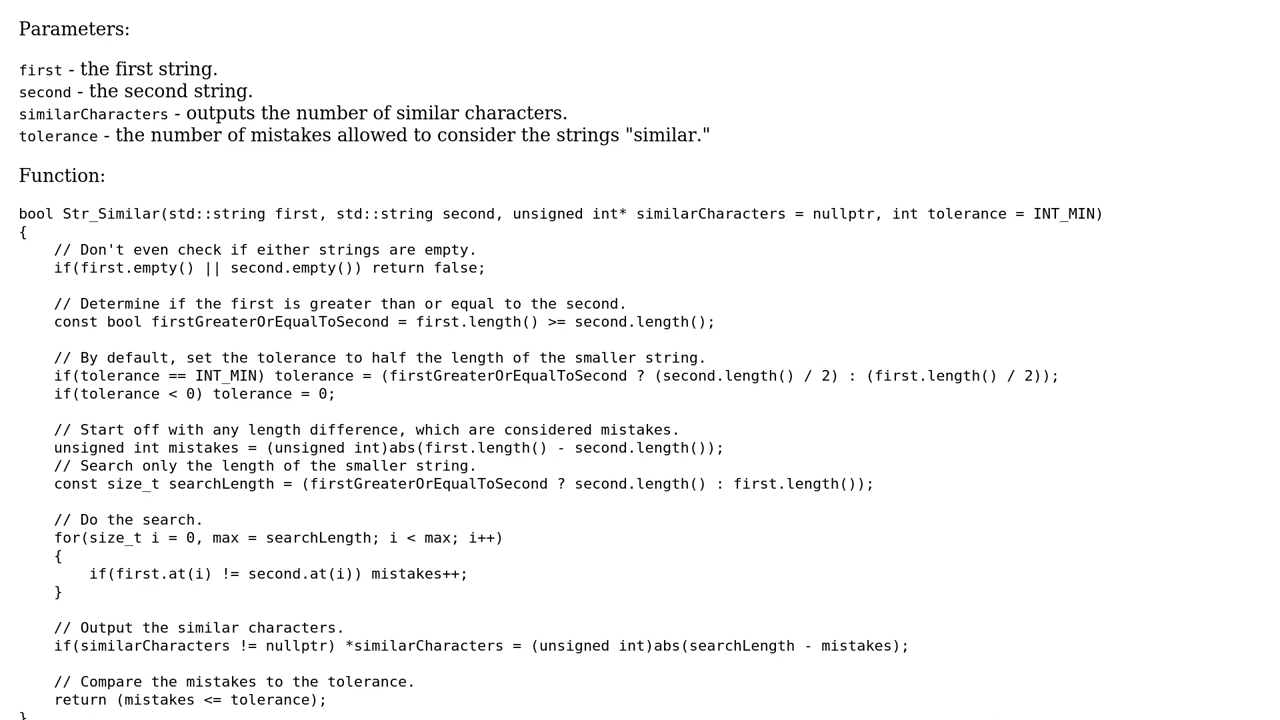 Parameters:
first - the first string.
second - the second string.
similarCharacters - outputs the number of similar characters.
tolerance - the number of mistakes allowed to consider the strings "similar."
Function:
bool Str_Similar(std::string first, std::string second, unsigned int* similarCharacters = nullptr, int tolerance = INT_MIN)
{
    // Don't even check if either strings are empty.
    if(first.empty() || second.empty()) return false;
    // Determine if the first is greater than or equal to the second.
    const bool firstGreaterOrEqualToSecond = first.length() >= second.length();
    // By default, set the tolerance to half the length of the smaller string.
    if(tolerance == INT_MIN) tolerance = (firstGreaterOrEqualToSecond ? (second.length() / 2) : (first.length() / 2));
    if(tolerance < 0) tolerance = 0;
    // Start off with any length difference, which are considered mistakes.
    unsigned int mistakes = (unsigned int)abs(first.length() - second.length());
    // Search only the length of the smaller string.
    const size_t searchLength = (firstGreaterOrEqualToSecond ? second.length() : first.length());
    // Do the search.
    for(size_t i = 0, max = searchLength; i < max; i++)
    {
        if(first.at(i) != second.at(i)) mistakes++;
    }
    // Output the similar characters.
    if(similarCharacters != nullptr) *similarCharacters = (unsigned int)abs(searchLength - mistakes);
    // Compare the mistakes to the tolerance.
    return (mistakes <= tolerance);
}